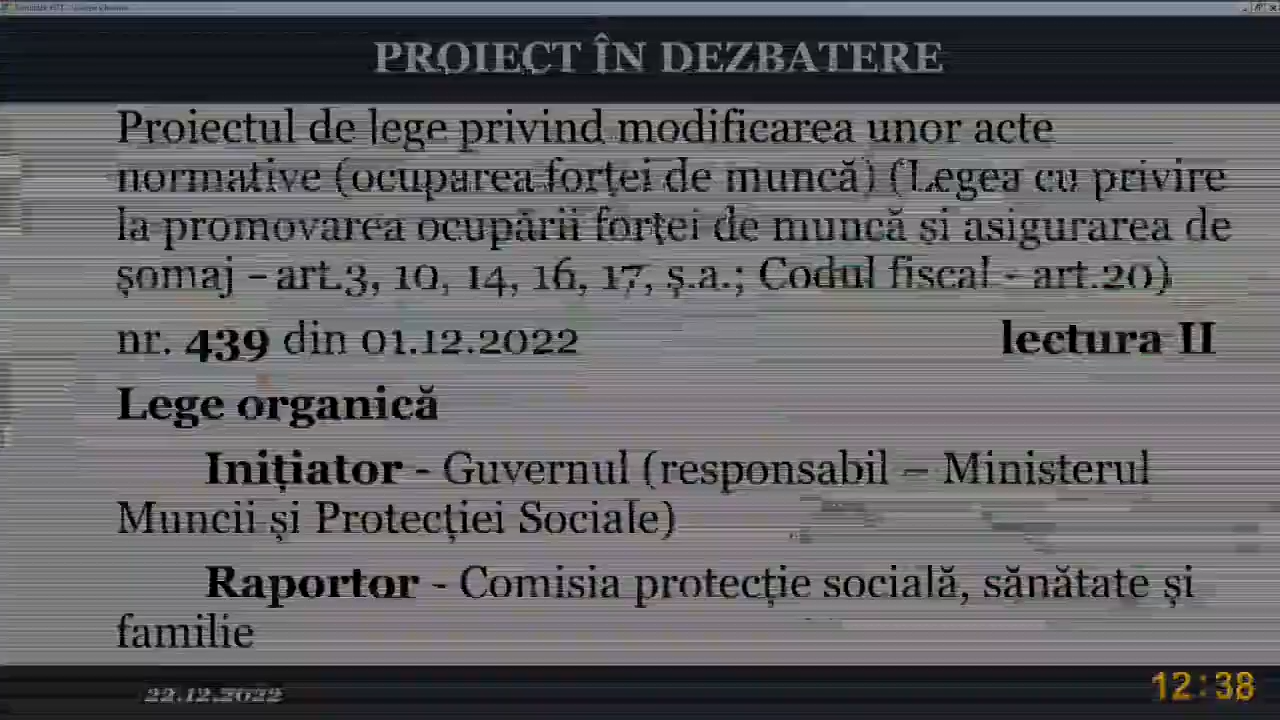 PROIECT ÎN DEZBATERE
Proiectul de lege privind modificarea unor acte
normative (ocuparea forței de muncă) (Legea cu privire
la promovarea ocupării forței de muncă și asigurarea de
șomaj – art.3, 10, 14, 16, 17, ș.a.; Codul fiscal - art.20)
nr. 439 din 01.12.2022 lectura II
Lege organică
Inițiator - Guvernul (responsabil – Ministerul
Muncii și Protecției Sociale)
Raportor - Comisia protecție socială, sănătate și
familie
22.12.2022 12:38